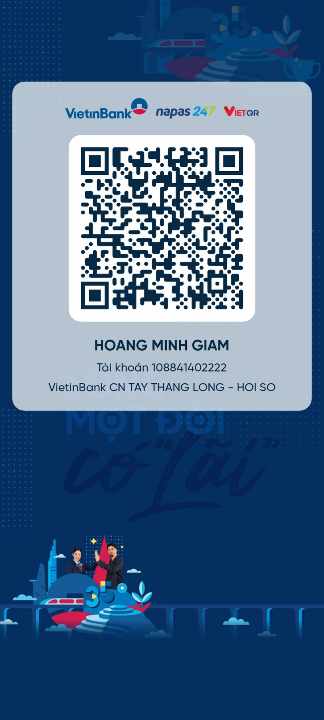 VietinBank napas 247 VIETQR
HOANG MINH GIAM
Tài khoản 108841402222
VietinBank CN TAY THANG LONG - HOI SO
MỘT ĐỜI
có "Lãi"
35